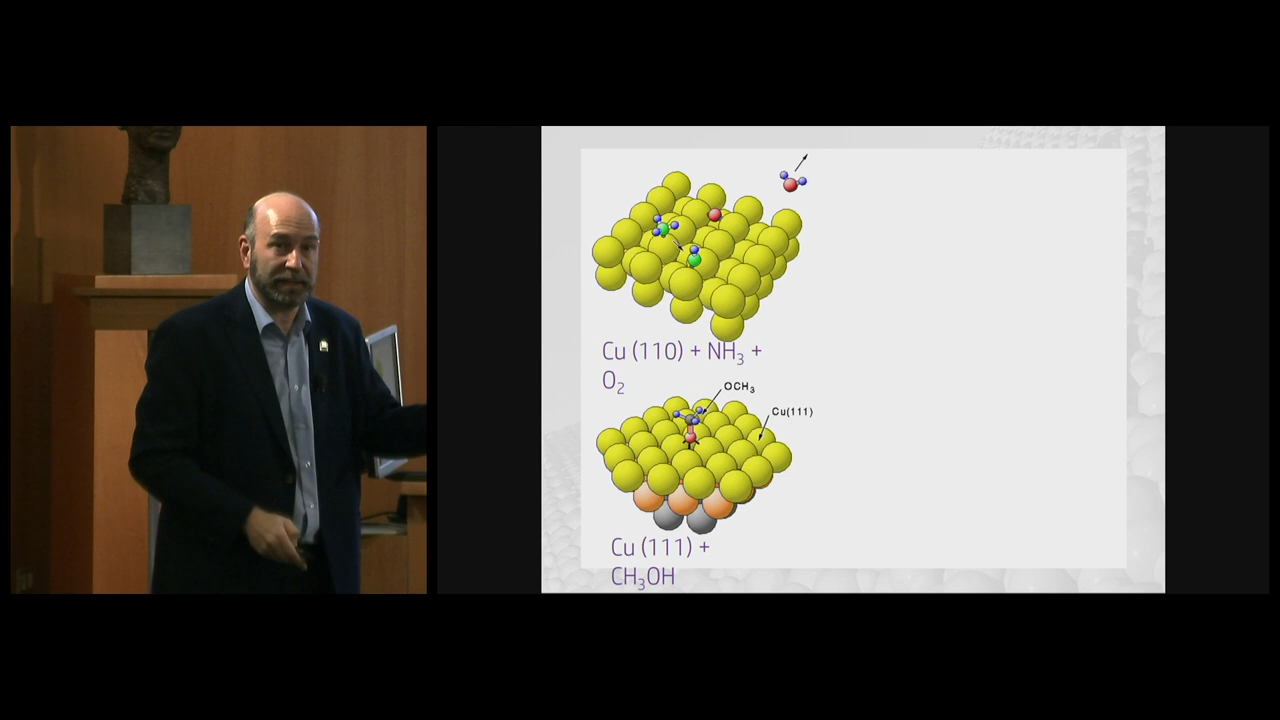 Cu (110) + NH₃ +
O₂
OCH₃
Cu(111)
Cu (111) +
CH₃OH